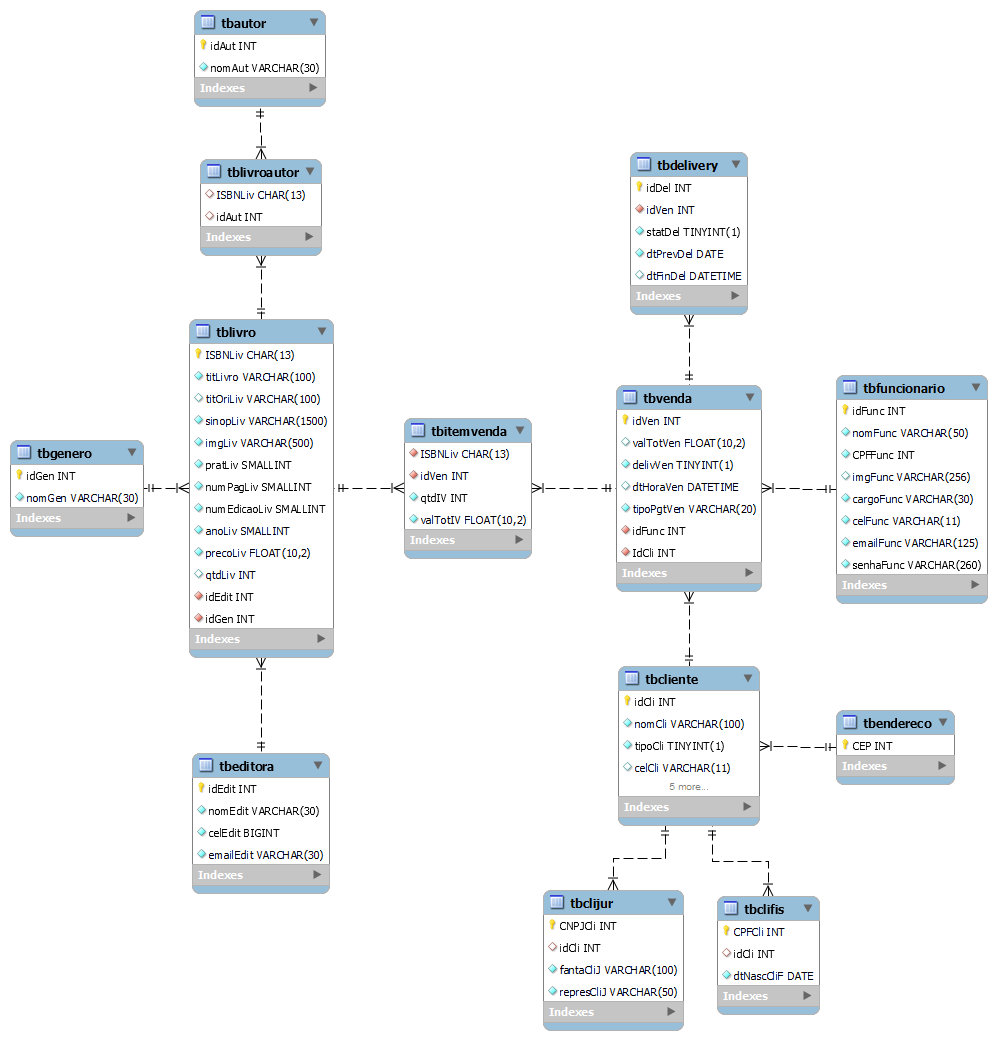 tbautor
idAut INT
nomAut VARCHAR(30)
Indexes
tblivroautor
ISBNLiv CHAR(13)
idAut INT
Indexes
tblivro
ISBNLiv CHAR(13)
titLivro VARCHAR(100)
titOriLiv VARCHAR(100)
sinopLiv VARCHAR(1500)
imgLiv VARCHAR(500)
pratLiv SMALLINT
numPagLiv SMALLINT
numEdicaoLiv SMALLINT
anoLiv SMALLINT
precoLiv FLOAT(10,2)
qtdLiv INT
idEdit INT
idGen INT
Indexes
tbgenero
idGen INT
nomGen VARCHAR(30)
Indexes
tbeditora
idEdit INT
nomEdit VARCHAR(30)
celEdit BIGINT
emailEdit VARCHAR(30)
Indexes
tbitemvenda
ISBNLiv CHAR(13)
idVen INT
qtdIV INT
valTotIV FLOAT(10,2)
Indexes
tbdelivery
idDel INT
idVen INT
statDel TINYINT(1)
dtPrevDel DATE
dtFinDel DATETIME
Indexes
tbvenda
idVen INT
valTotVen FLOAT(10,2)
delivVen TINYINT(1)
dtHoraVen DATETIME
tipoPgtVen VARCHAR(20)
idFunc INT
IdCli INT
Indexes
tbfuncionario
idFunc INT
nomFunc VARCHAR(50)
CPFFunc INT
imgFunc VARCHAR(256)
cargoFunc VARCHAR(30)
celFunc VARCHAR(11)
emailFunc VARCHAR(125)
senhaFunc VARCHAR(260)
Indexes
tbcliente
idCli INT
nomCli VARCHAR(100)
tipoCli TINYINT(1)
celCli VARCHAR(11)
5 more...
Indexes
tbendereco
CEP INT
Indexes
tbclijur
CNPJCli INT
idCli INT
fantaCliJ VARCHAR(100)
represCliJ VARCHAR(50)
Indexes
tbclifis
CPFCli INT
idCli INT
dtNascCliF DATE
Indexes